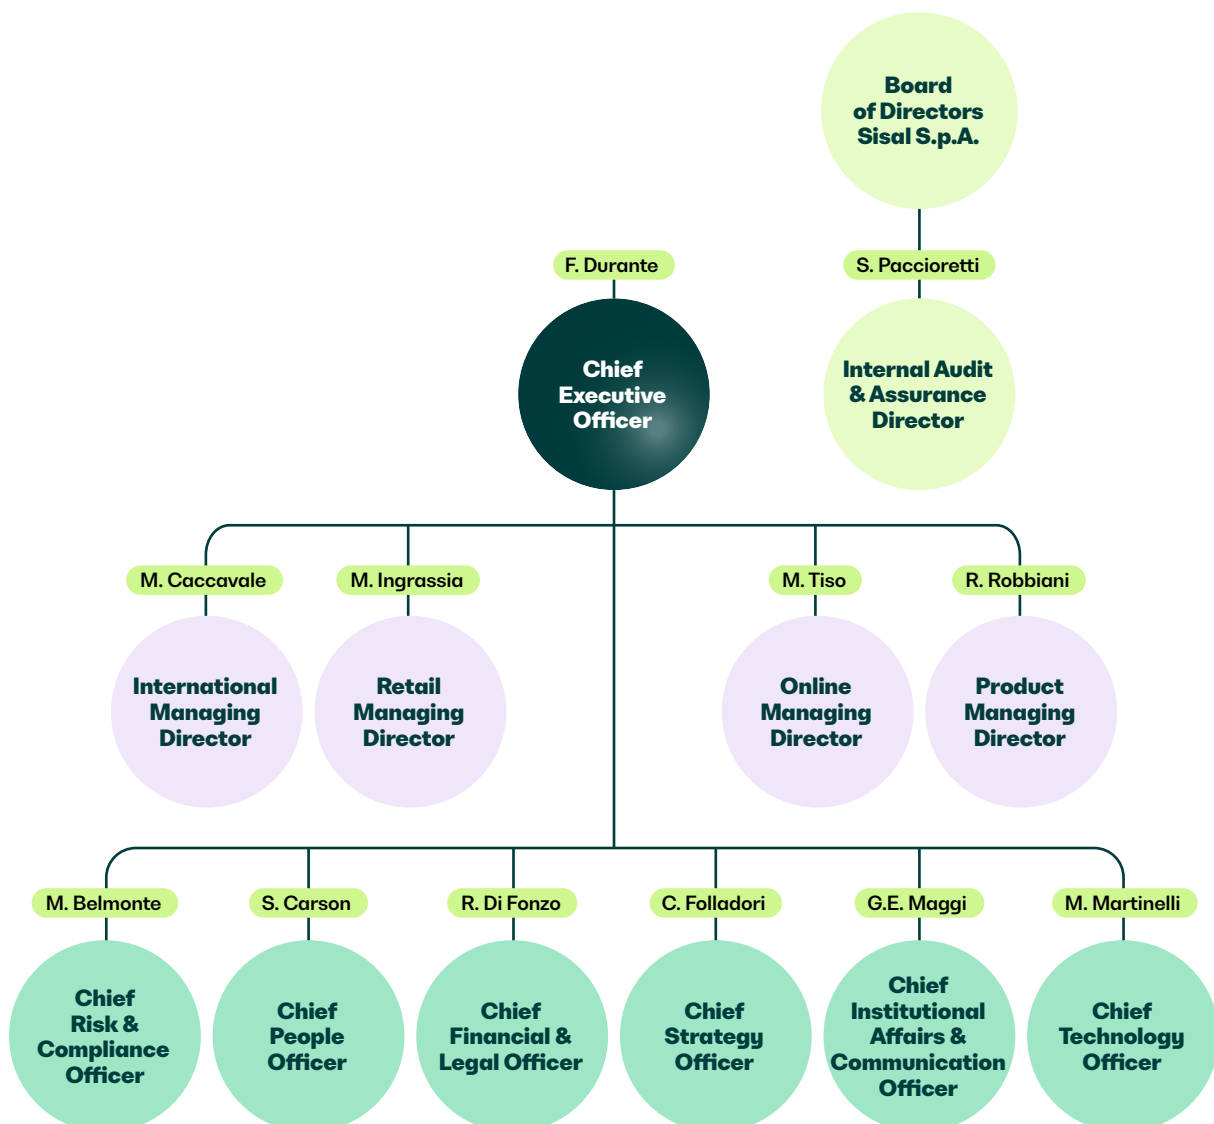 Board
of Directors
Sisal S.p.A.
F. Durante
S. Paccioretti
Chief
Executive
Officer
Internal Audit
& Assurance
Director
M. Caccavale
M. Ingrassia
M. Tiso
R. Robbiani
International
Managing
Director
Retail
Managing
Director
Online
Managing
Director
Product
Managing
Director
M. Belmonte
S. Carson
R. Di Fonzo
C. Folladori
G.E. Maggi
M. Martinelli
Chief
Risk &
Compliance
Officer
Chief
People
Officer
Chief
Financial &
Legal Officer
Chief
Strategy
Officer
Chief
Institutional
Affairs &
Communication
Officer
Chief
Technology
Officer